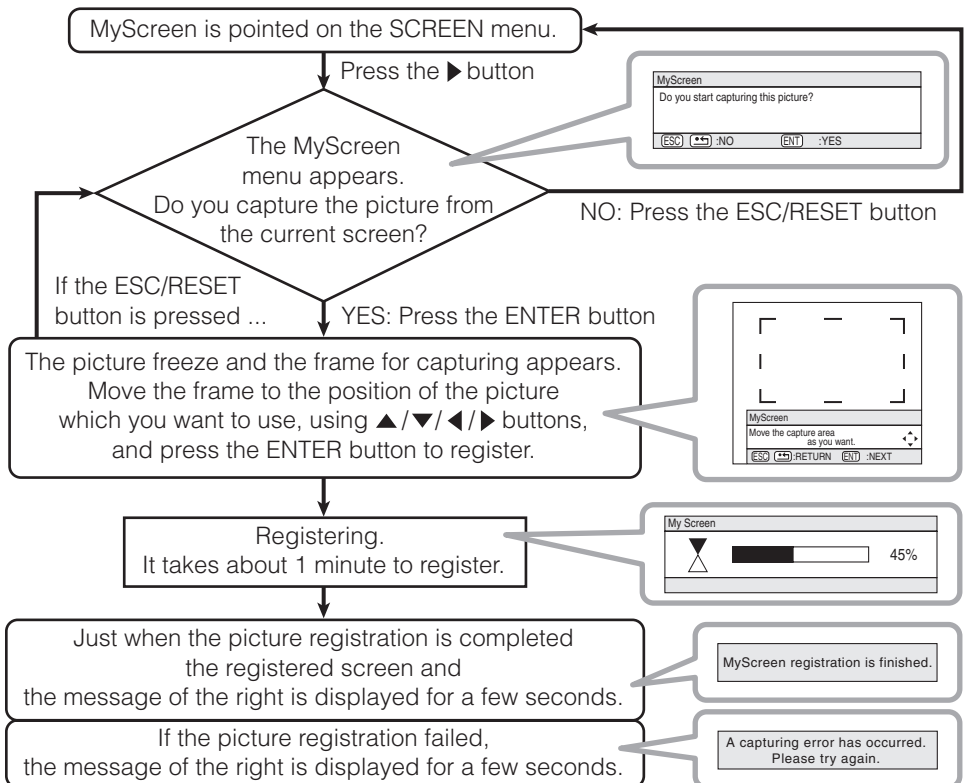 MyScreen is pointed on the SCREEN menu.
Press the ▶ button
MyScreen
Do you start capturing this picture?
ESC :NO ENT :YES
The MyScreen
menu appears.
Do you capture the picture from
the current screen?
NO: Press the ESC/RESET button
If the ESC/RESET
button is pressed ...
YES: Press the ENTER button
The picture freeze and the frame for capturing appears.
Move the frame to the position of the picture
which you want to use, using ▲/▼/◀/▶ buttons,
and press the ENTER button to register.
MyScreen
Move the capture area
as you want.
ESC :RETURN ENT :NEXT
Registering.
It takes about 1 minute to register.
My Screen
45%
Just when the picture registration is completed
the registered screen and
the message of the right is displayed for a few seconds.
MyScreen registration is finished.
If the picture registration failed,
the message of the right is displayed for a few seconds.
A capturing error has occurred.
Please try again.